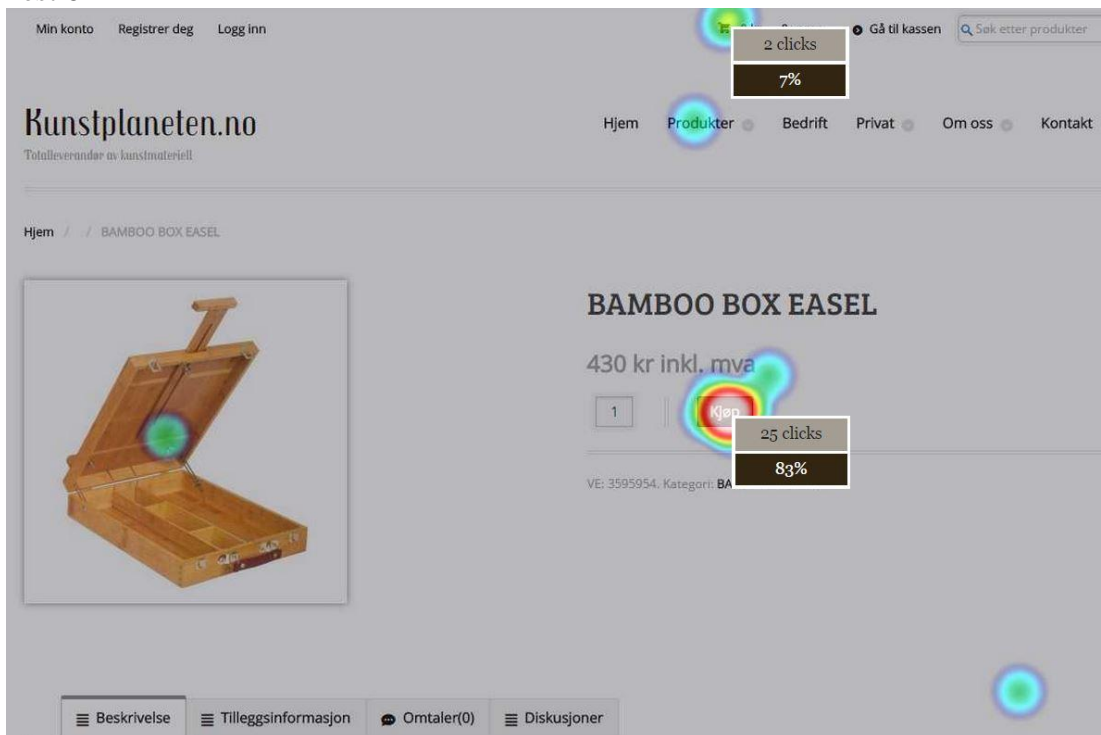 Min konto Registrer deg Logg inn Gå til kassen Søk etter produkter
2 clicks
7%
Kunstplaneten.no
Totalleverandør av kunstmateriell
Hjem Produkter Bedrift Privat Om oss Kontakt
Hjem / / BAMBOO BOX EASEL
BAMBOO BOX EASEL
430 kr inkl. mva
1 Kjøp
25 clicks
83%
VE: 3595954. Kategori:
Beskrivelse Tilleggsinformasjon Omtaler(0) Diskusjoner